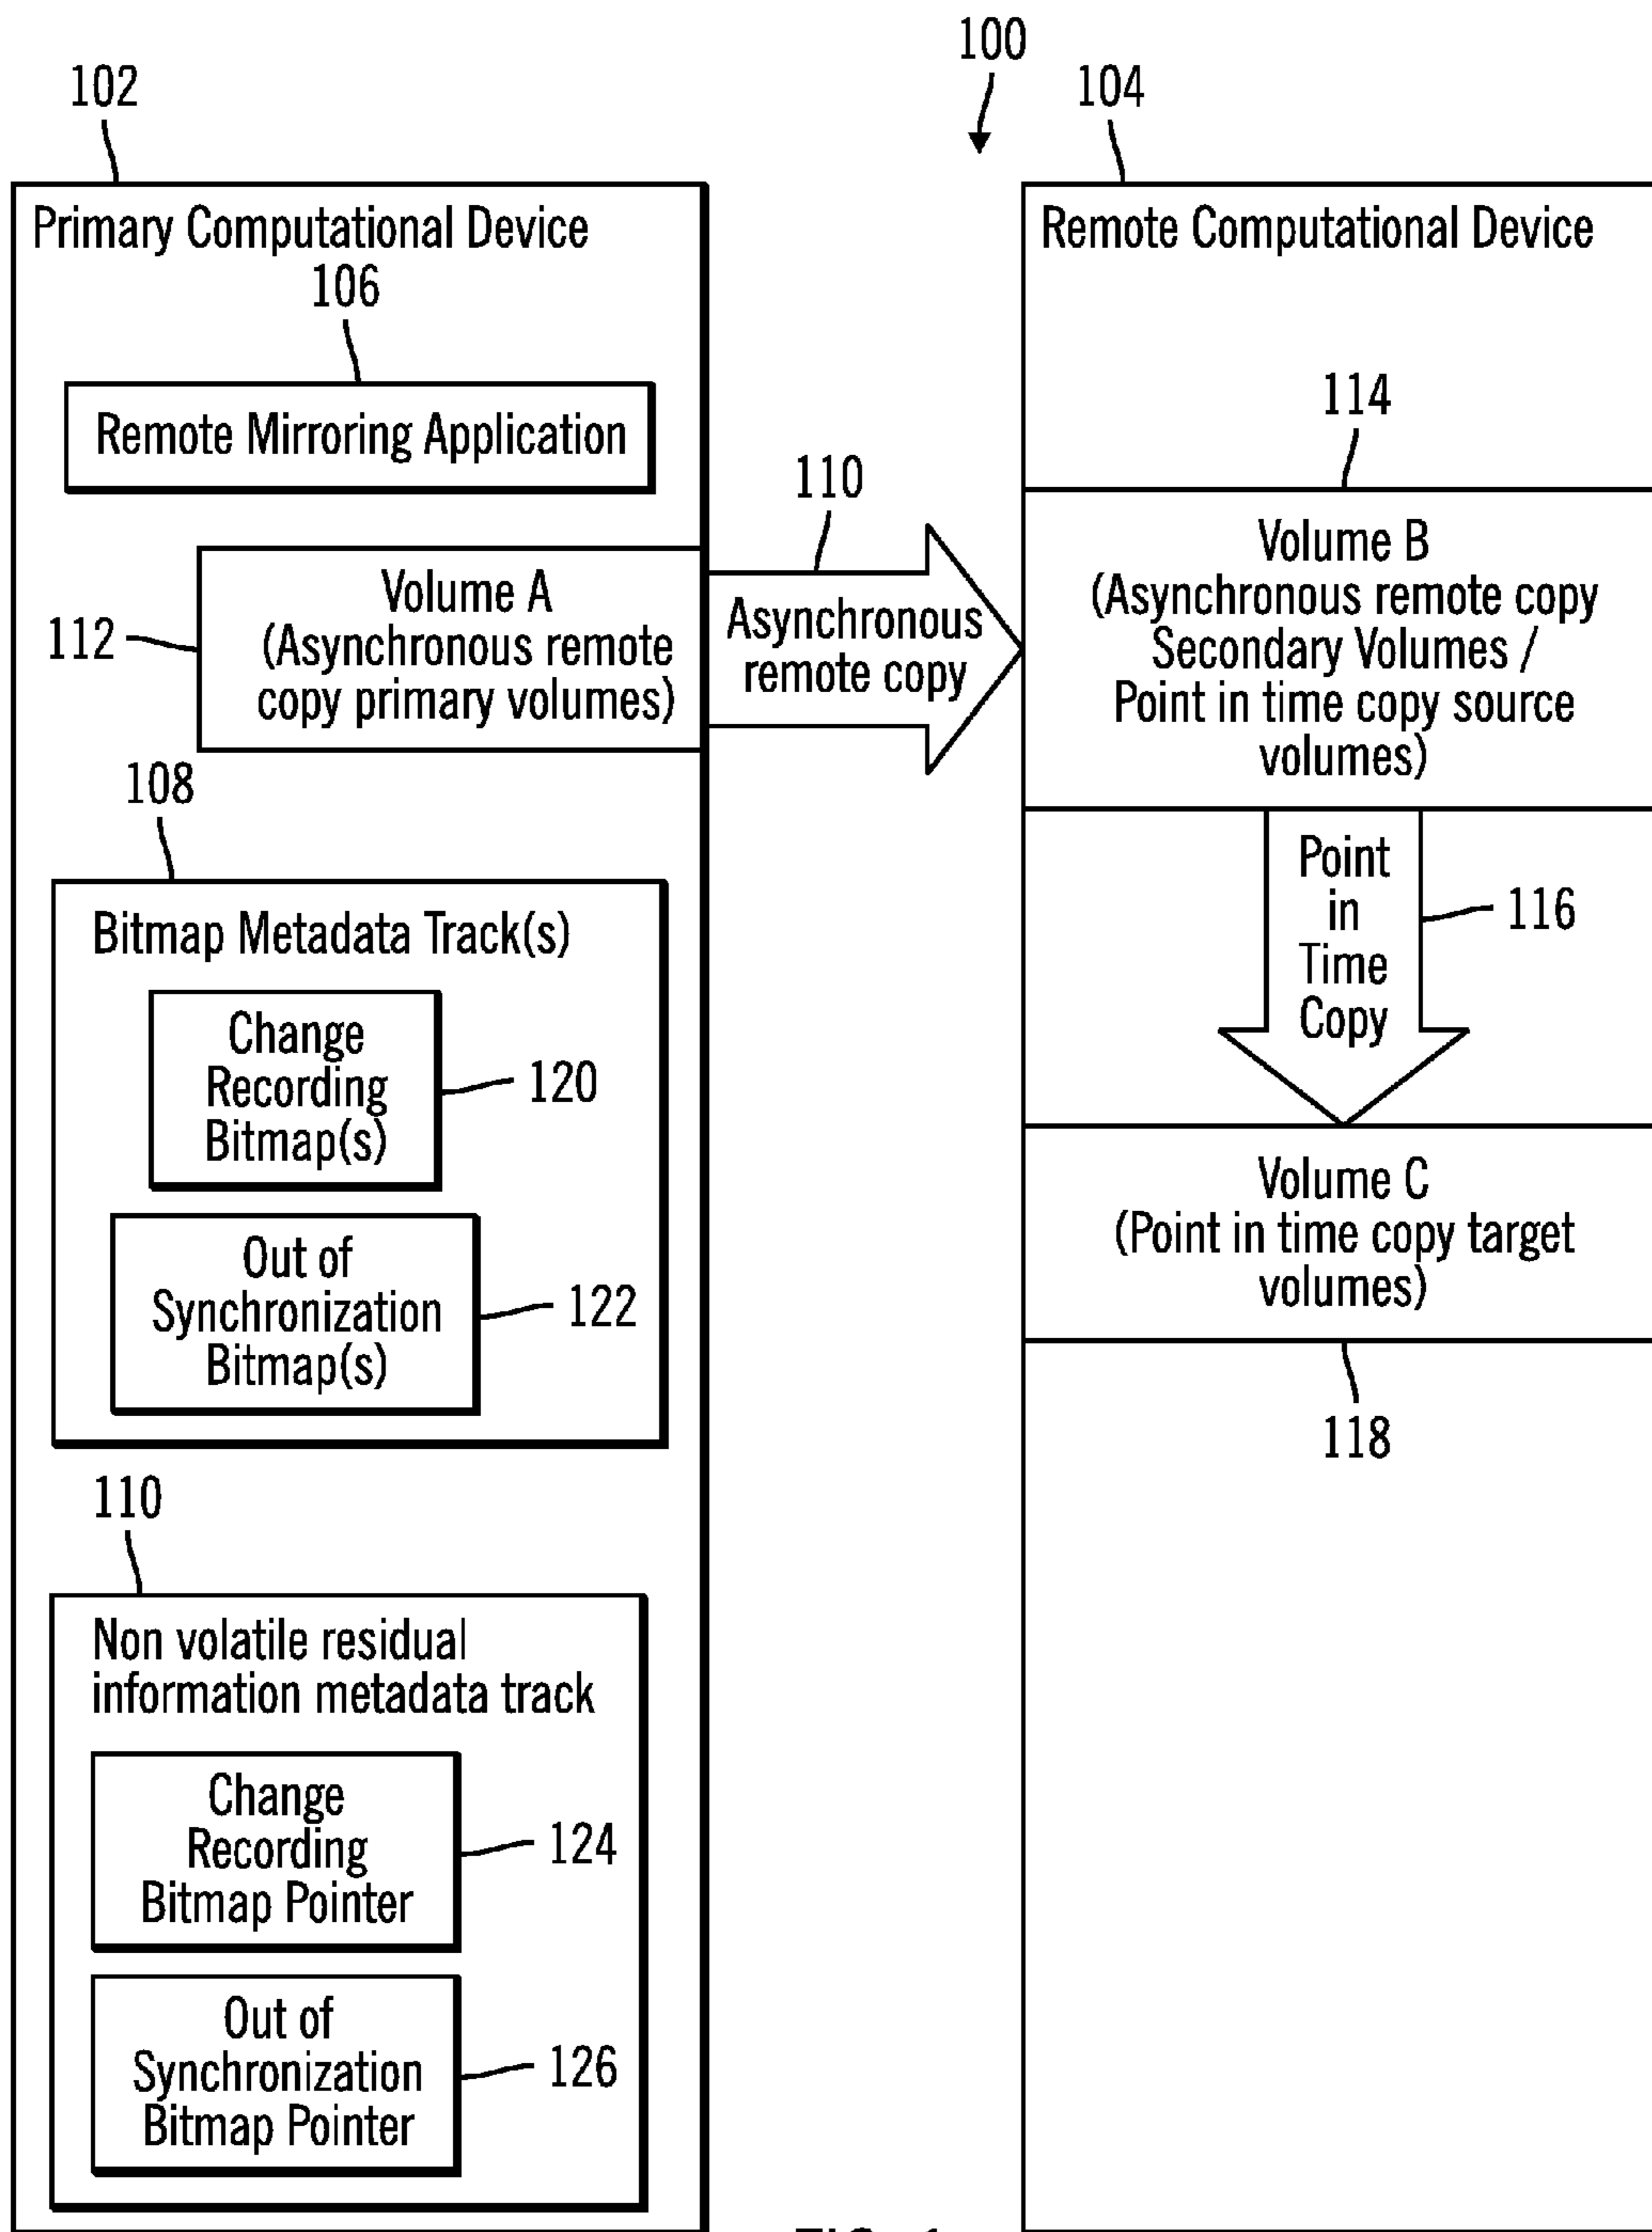 100
102
104
Primary Computational Device
Remote Computational Device
106
Remote Mirroring Application
114
110
Volume A
(Asynchronous remote
copy primary volumes)
112
Asynchronous
remote copy
Volume B
(Asynchronous remote copy
Secondary Volumes /
Point in time copy source
volumes)
108
Bitmap Metadata Track(s)
Change
Recording
Bitmap(s)
120
Out of
Synchronization
Bitmap(s)
122
Point
in
Time
Copy
116
Volume C
(Point in time copy target
volumes)
118
110
Non volatile residual
information metadata track
Change
Recording
Bitmap Pointer
124
Out of
Synchronization
Bitmap Pointer
126